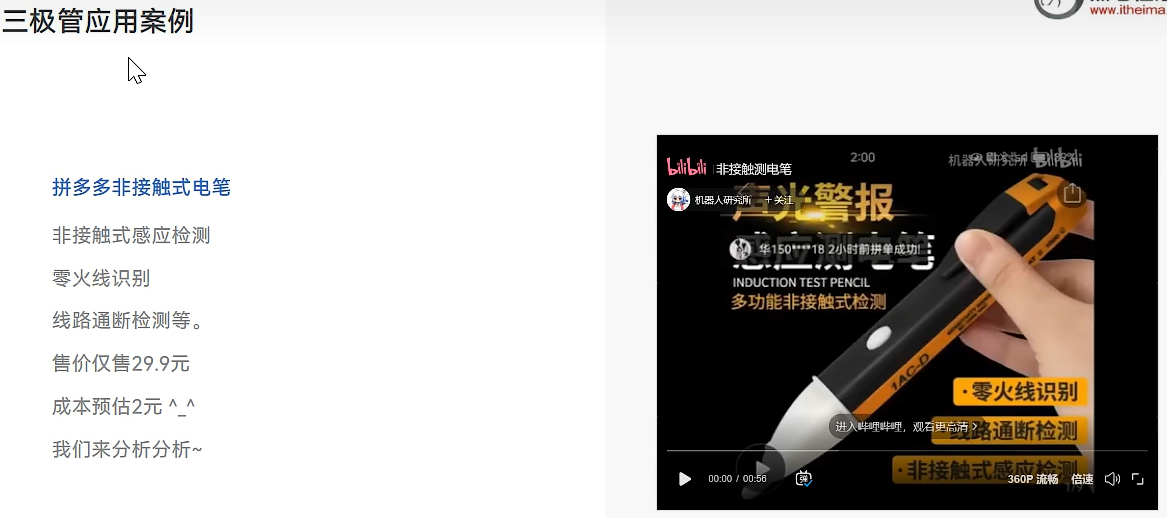 三极管应用案例
www.itheima
拼多多非接触式电笔
非接触式感应检测
零火线识别
线路通断检测等。
售价仅售29.9元
成本预估2元 ^_^
我们来分析分析~
2:00
bilibili 非接触测电笔
机器人研究所 bilibili
机器人研究所 +关注
声光警报
华150****18 2小时前拼单成功!
感应测电笔
INDUCTION TEST PENCIL
多功能非接触式检测
1AC-D
·零火线识别
进入哔哩哔哩，观看更高清 >
线路通断检测
·非接触式感应检测
00:00 / 00:56
弹
360P 流畅 倍速